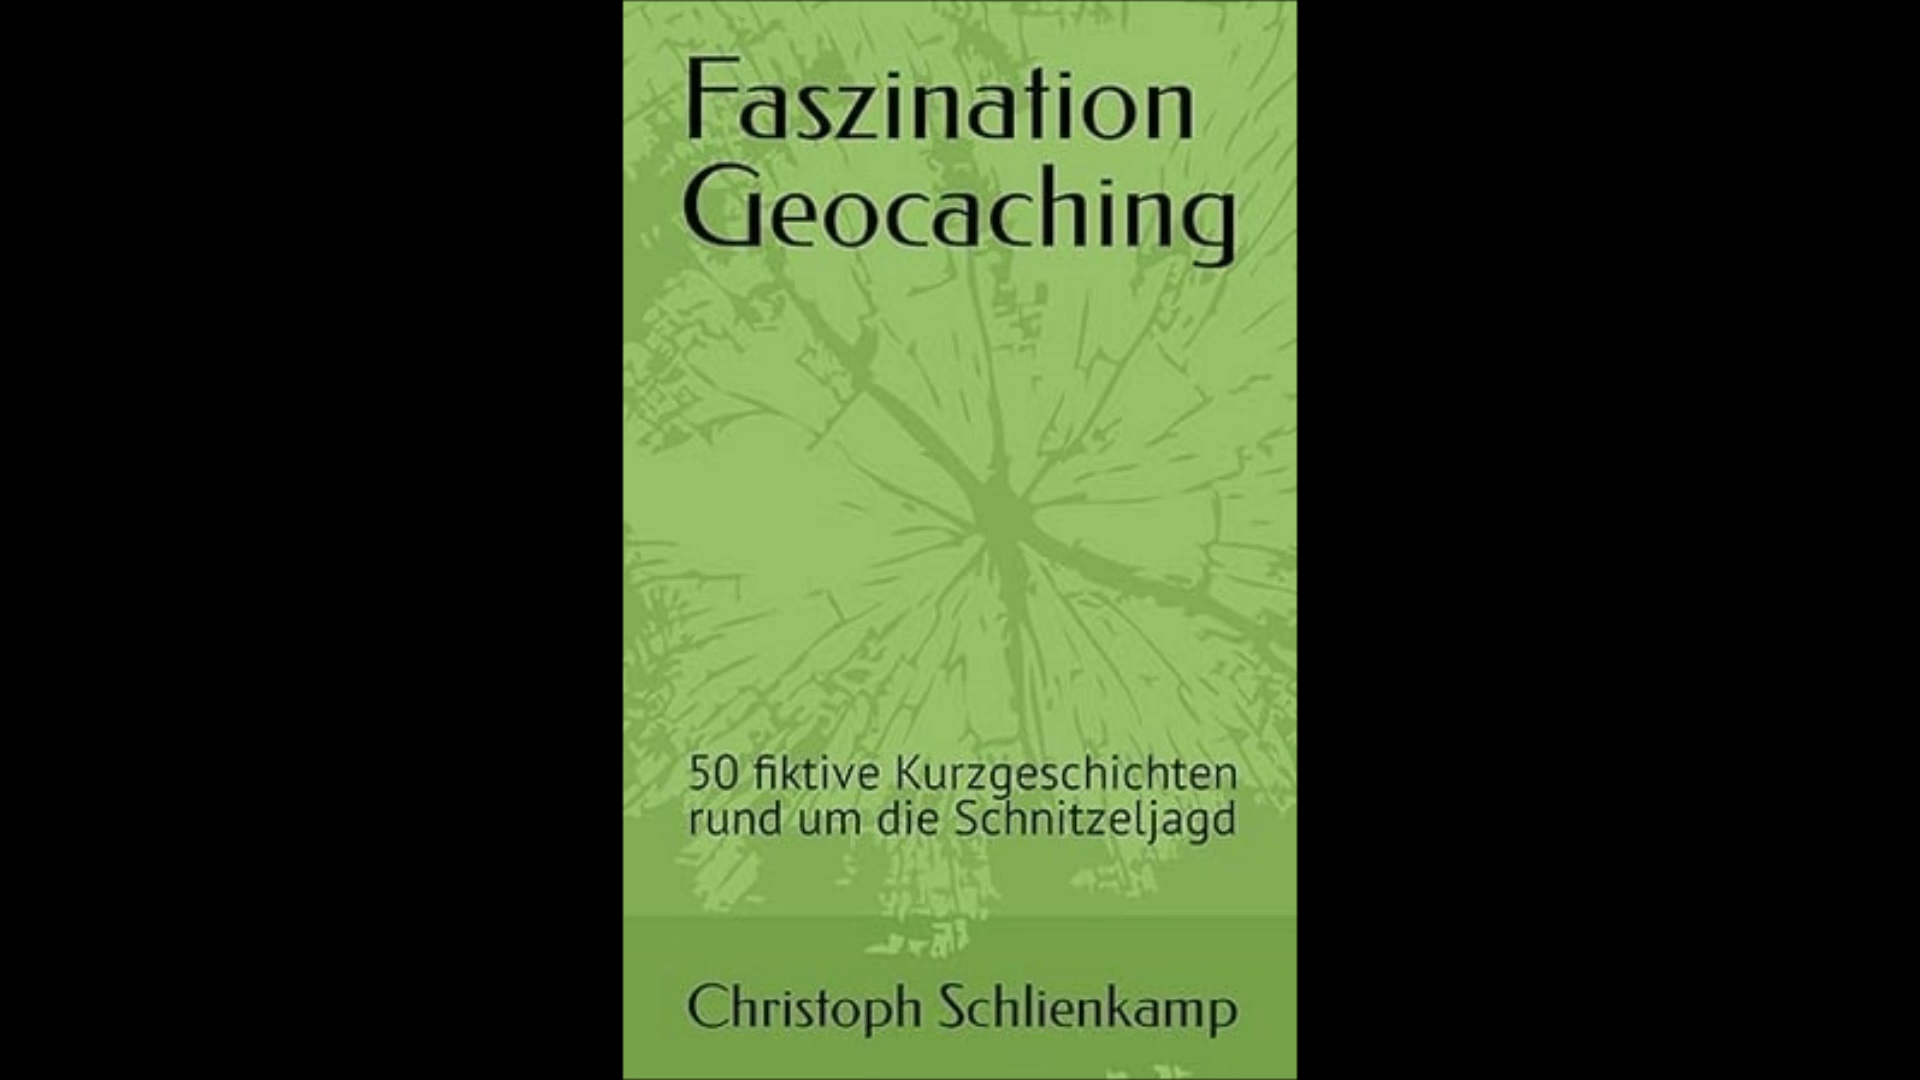 Faszination
Geocaching
50 fiktive Kurzgeschichten
rund um die Schnitzeljagd
Christoph Schlienkamp